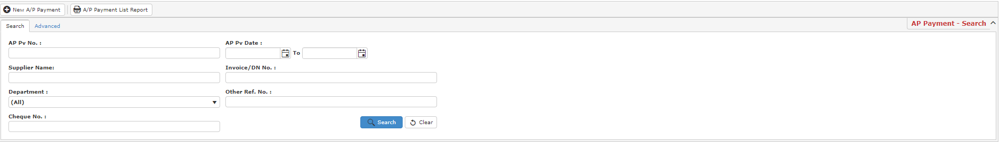 New A/P Payment A/P Payment List Report
Search Advanced AP Payment - Search
AP Pv No. : AP Pv Date :
To
Supplier Name: Invoice/DN No. :
Department : Other Ref. No. :
(All)
Cheque No. :
Search Clear